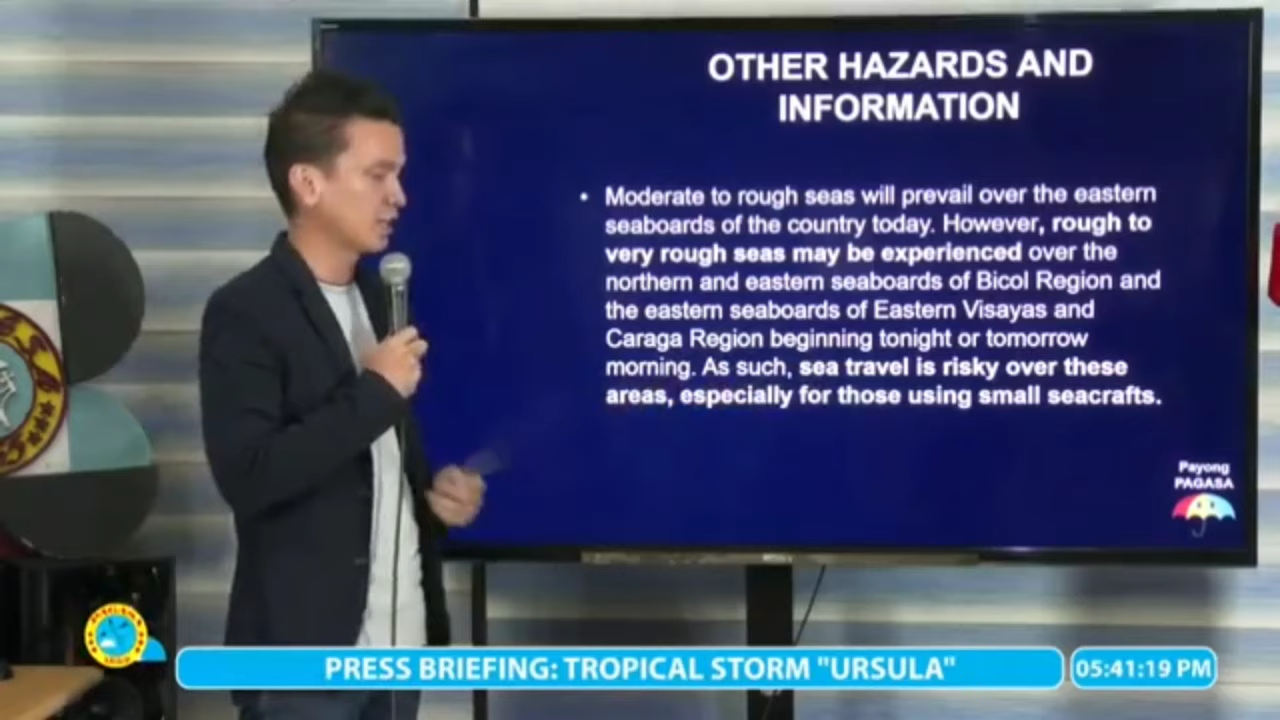 OTHER HAZARDS AND
INFORMATION
• Moderate to rough seas will prevail over the eastern
seaboards of the country today. However, rough to
very rough seas may be experienced over the
northern and eastern seaboards of Bicol Region and
the eastern seaboards of Eastern Visayas and
Caraga Region beginning tonight or tomorrow
morning. As such, sea travel is risky over these
areas, especially for those using small seacrafts.
Payong
PAGASA
PRESS BRIEFING: TROPICAL STORM "URSULA"
05:41:19 PM